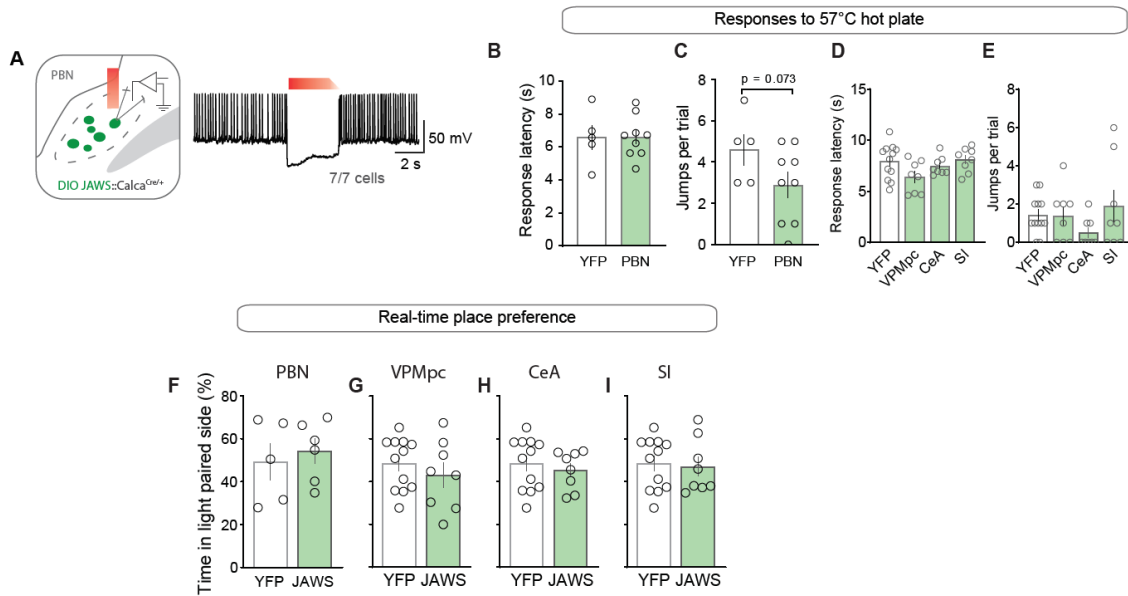 Responses to 57°C hot plate
A
PBN
DIO JAWS::Calca^Cre/+
50 mV
2 s
7/7 cells
B
Response latency (s)
10
8
6
4
2
0
YFP PBN
C
Jumps per trial
p = 0.073
8
6
4
2
0
YFP PBN
D
Response latency (s)
15
10
5
0
YFP VPMpc CeA SI
E
Jumps per trial
8
6
4
2
0
YFP VPMpc CeA SI
Real-time place preference
F
PBN
Time in light paired side (%)
80
60
40
20
0
YFP JAWS
G
VPMpc
YFP JAWS
H
CeA
YFP JAWS
I
SI
YFP JAWS